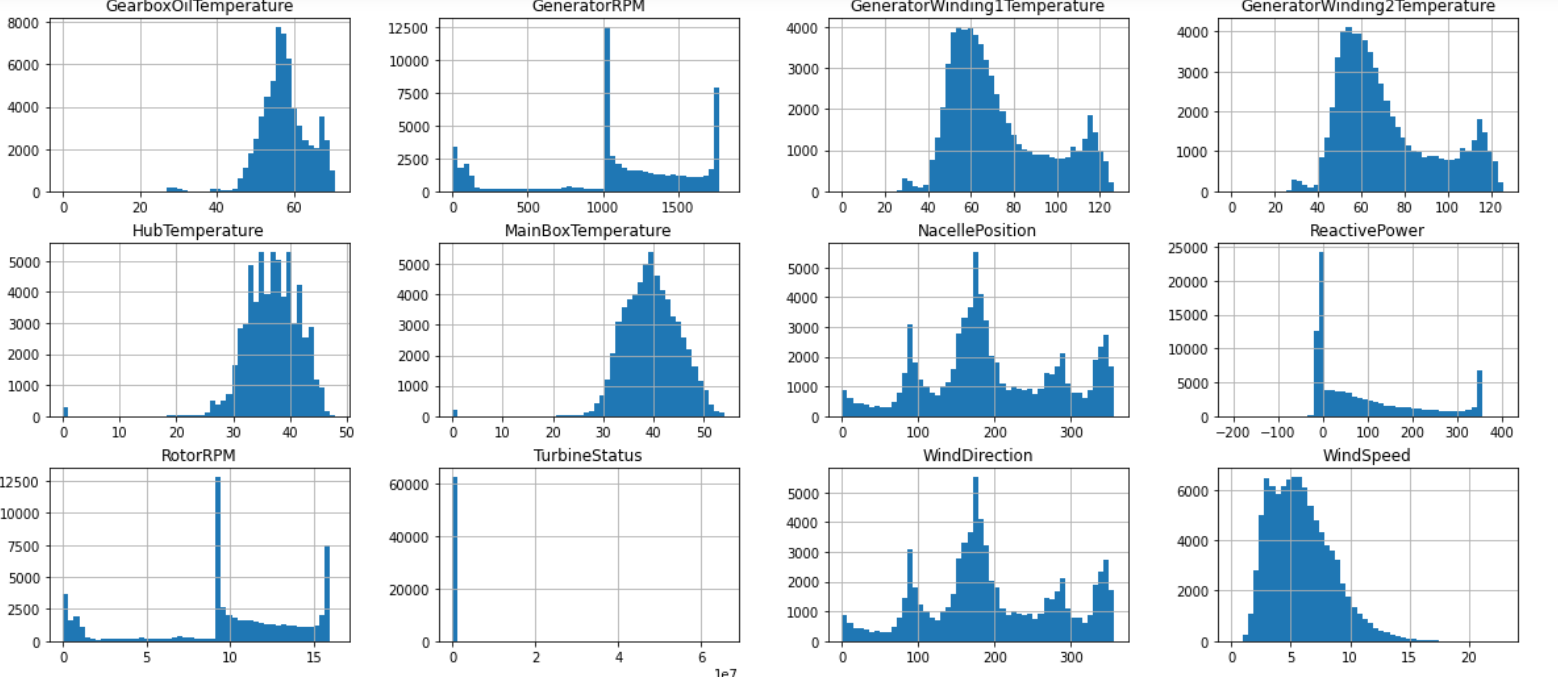 GearboxOilTemperature
8000
6000
4000
2000
0
0 20 40 60
GeneratorRPM
12500
10000
7500
5000
2500
0
0 500 1000 1500
GeneratorWinding1Temperature
4000
3000
2000
1000
0
0 20 40 60 80 100 120
GeneratorWinding2Temperature
4000
3000
2000
1000
0
0 20 40 60 80 100 120
HubTemperature
5000
4000
3000
2000
1000
0
0 10 20 30 40 50
MainBoxTemperature
5000
4000
3000
2000
1000
0
0 10 20 30 40 50
NacellePosition
5000
4000
3000
2000
1000
0
0 100 200 300
ReactivePower
25000
20000
15000
10000
5000
0
−200 −100 0 100 200 300 400
RotorRPM
12500
10000
7500
5000
2500
0
0 5 10 15
TurbineStatus
60000
40000
20000
0
0 2 4 6
1e7
WindDirection
5000
4000
3000
2000
1000
0
0 100 200 300
WindSpeed
6000
4000
2000
0
0 5 10 15 20